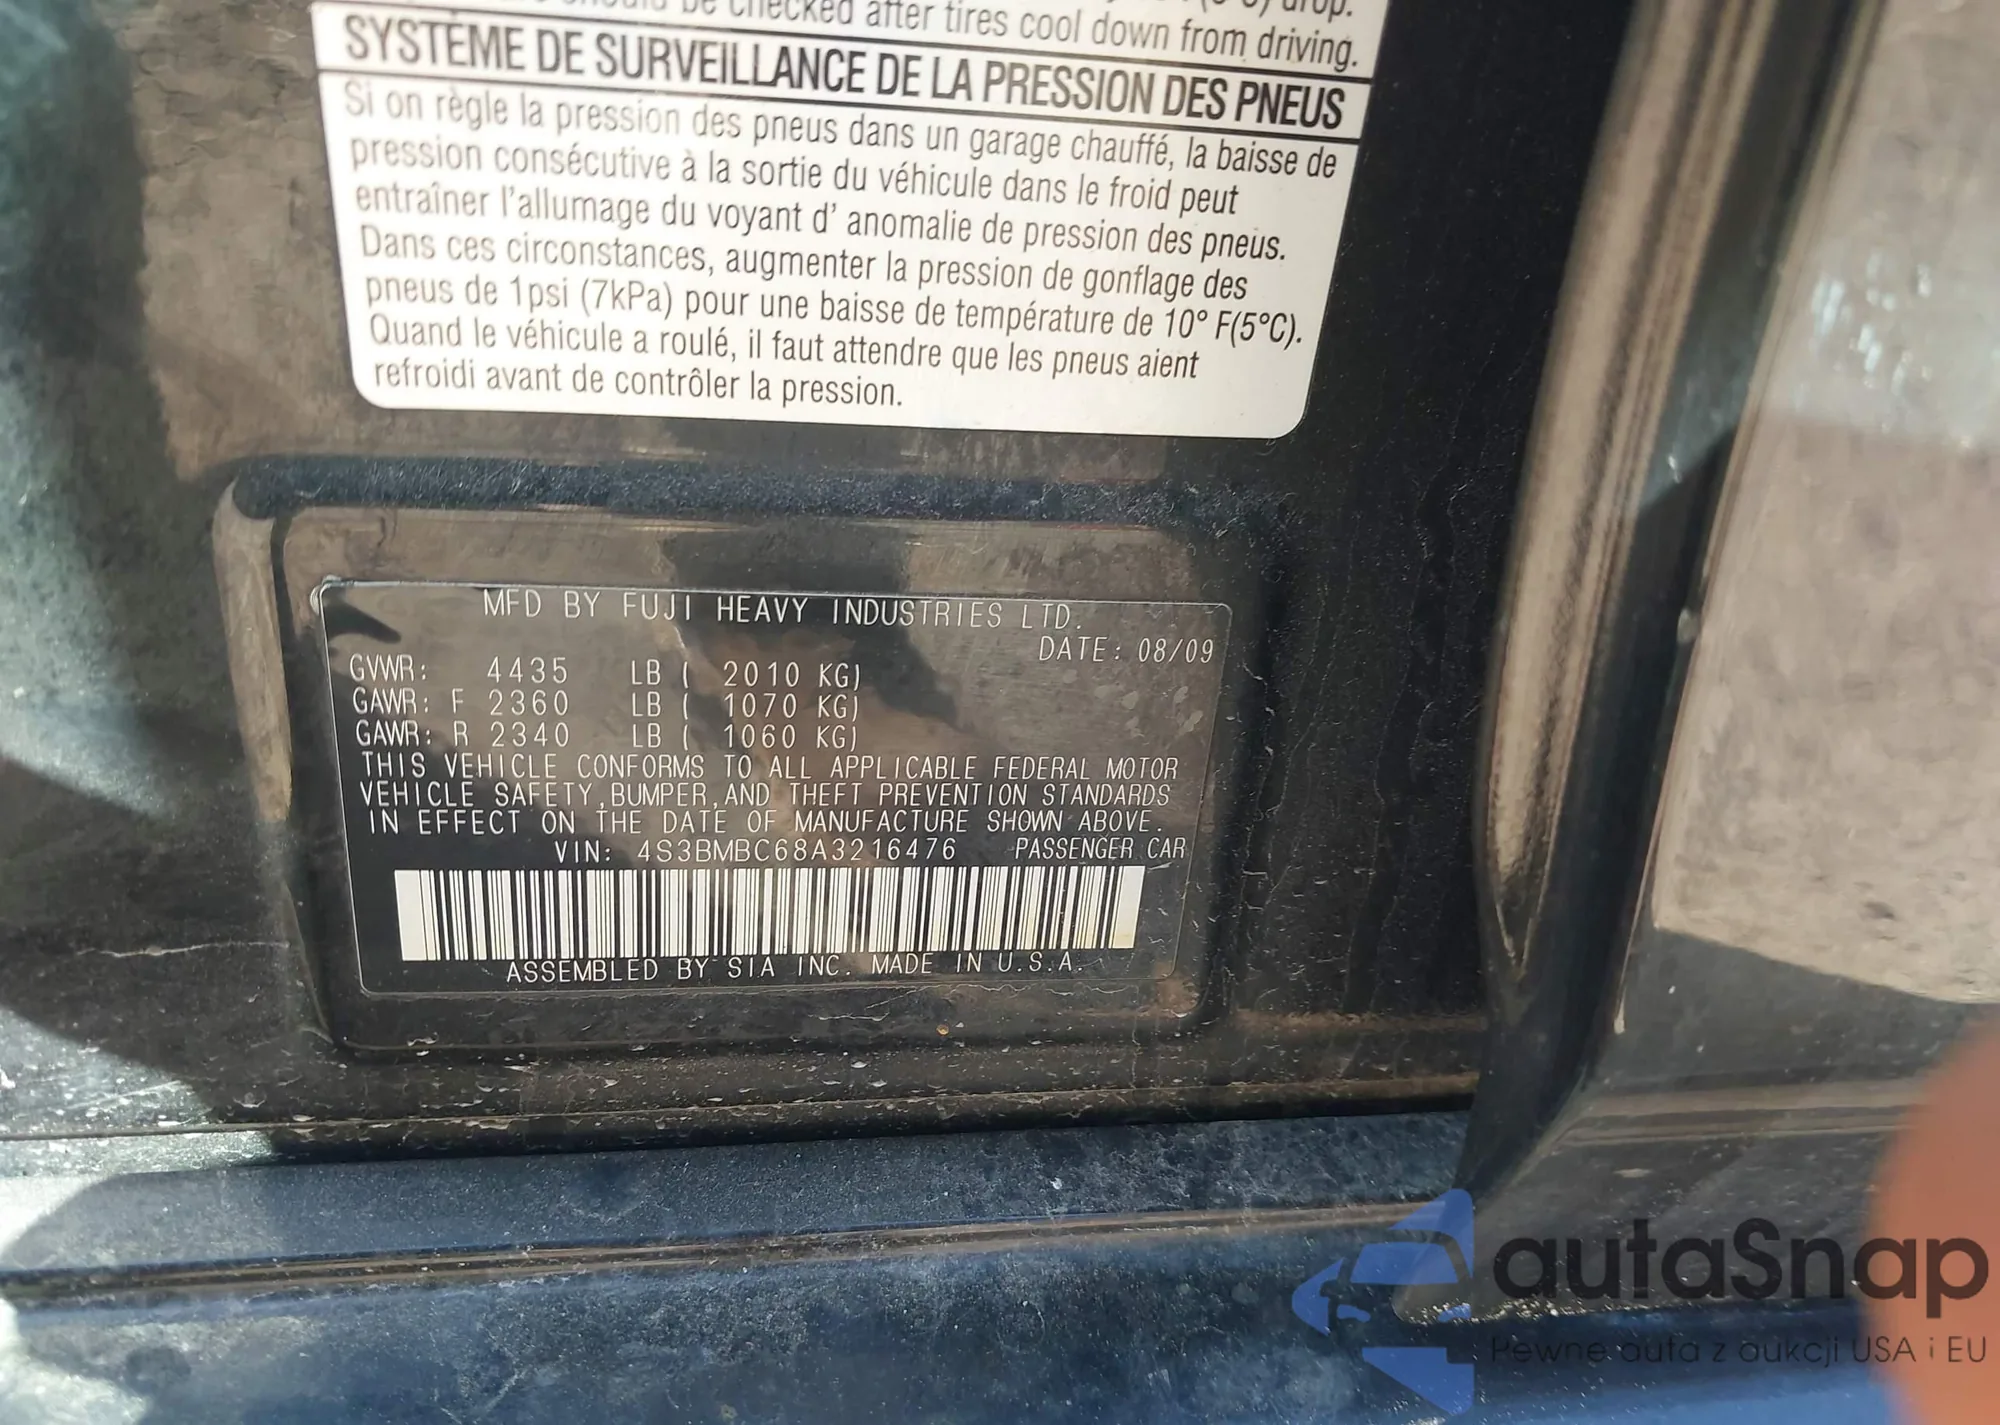 should be checked after tires cool down from driving.
SYSTÈME DE SURVEILLANCE DE LA PRESSION DES PNEUS
Si on règle la pression des pneus dans un garage chauffé, la baisse de
pression consécutive à la sortie du véhicule dans le froid peut
entraîner l'allumage du voyant d' anomalie de pression des pneus.
Dans ces circonstances, augmenter la pression de gonflage des
pneus de 1psi (7kPa) pour une baisse de température de 10° F(5°C).
Quand le véhicule a roulé, il faut attendre que les pneus aient
refroidi avant de contrôler la pression.
MFD BY FUJI HEAVY INDUSTRIES LTD.
DATE: 08/09
GVWR: 4435 LB ( 2010 KG)
GAWR: F 2360 LB ( 1070 KG)
GAWR: R 2340 LB ( 1060 KG)
THIS VEHICLE CONFORMS TO ALL APPLICABLE FEDERAL MOTOR
VEHICLE SAFETY,BUMPER,AND THEFT PREVENTION STANDARDS
IN EFFECT ON THE DATE OF MANUFACTURE SHOWN ABOVE.
VIN: 4S3BMBC68A3216476 PASSENGER CAR
ASSEMBLED BY SIA INC. MADE IN U.S.A.
autaSnap
Pewne auta z aukcji USA i EU